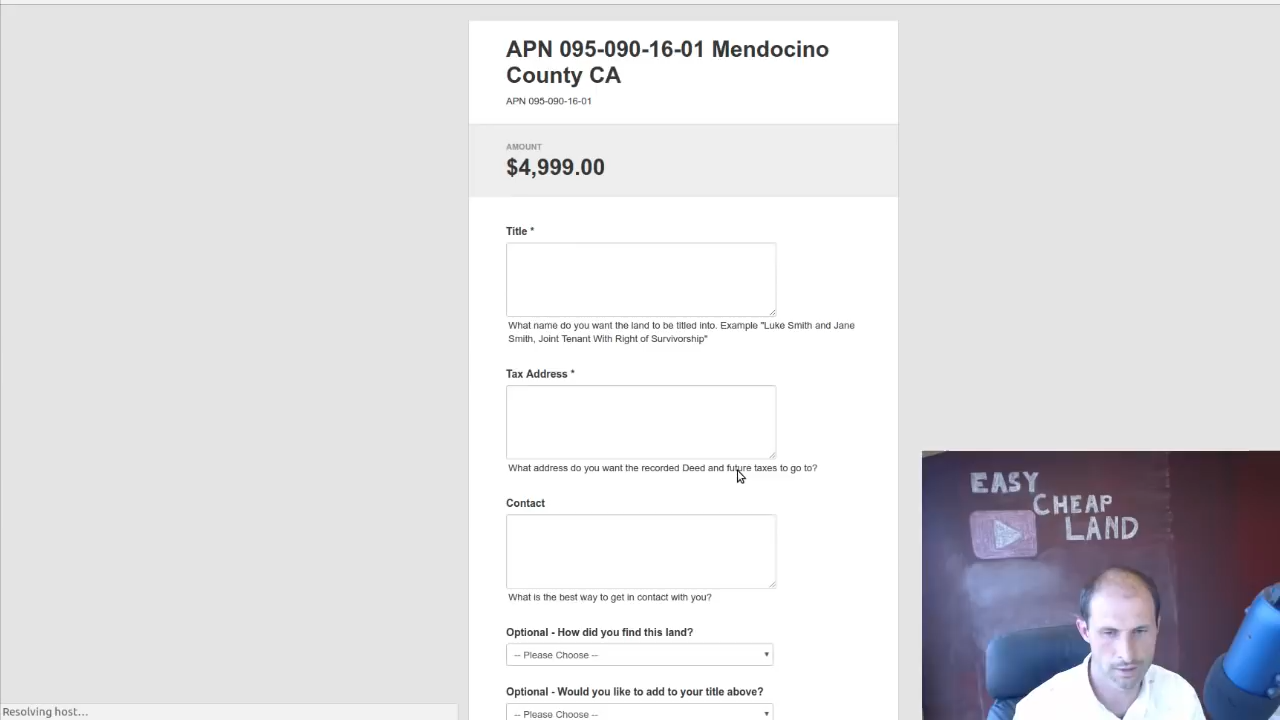 APN 095-090-16-01 Mendocino
County CA
APN 095-090-16-01
AMOUNT
$4,999.00
Title *
What name do you want the land to be titled into. Example "Luke Smith and Jane
Smith, Joint Tenant With Right of Survivorship"
Tax Address *
What address do you want the recorded Deed and future taxes to go to?
Contact
What is the best way to get in contact with you?
Optional - How did you find this land?
-- Please Choose --
Optional - Would you like to add to your title above?
-- Please Choose --
Resolving host…
EASY
CHEAP
LAND